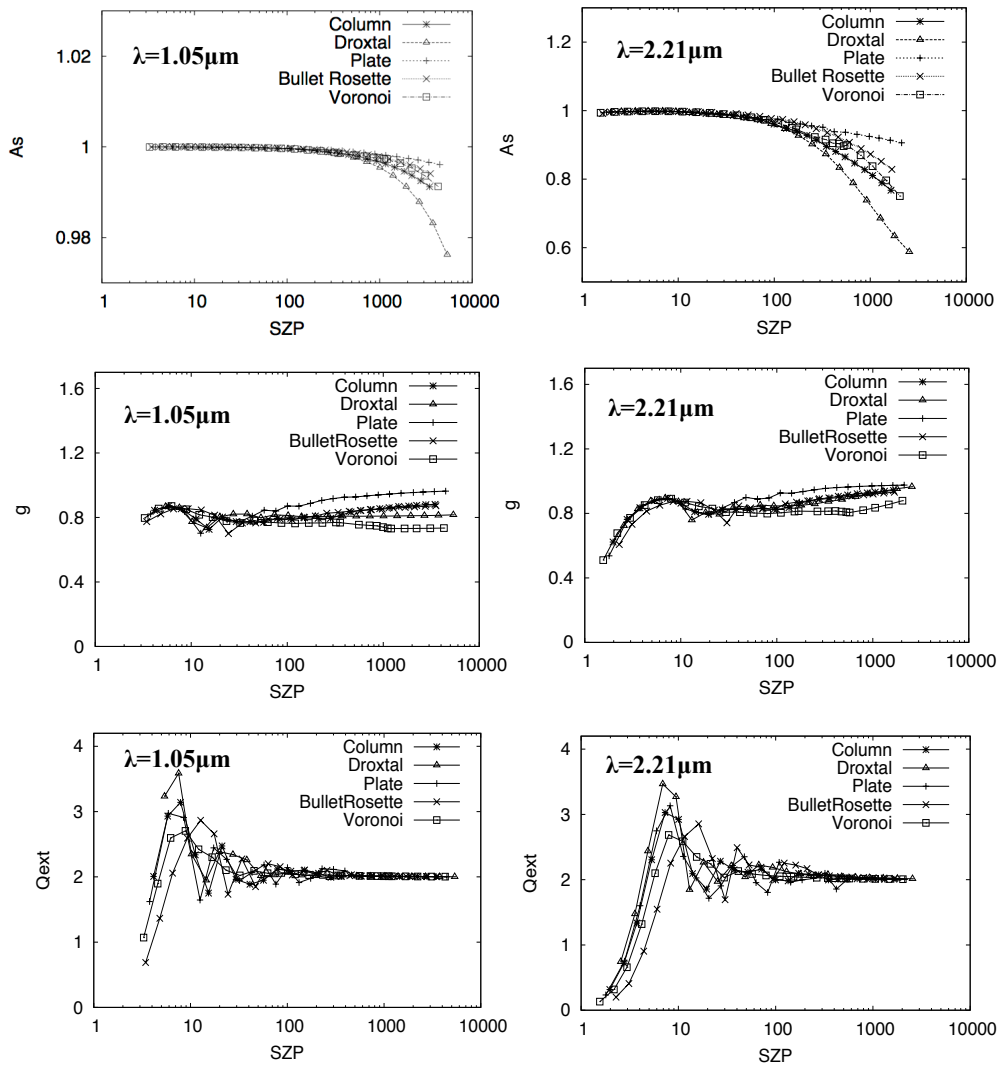 λ=1.05μm
Column
Droxtal
Plate
Bullet Rosette
Voronoi
As
1.02
1
0.98
1
10
100
1000
10000
SZP
λ=2.21μm
Column
Droxtal
Plate
Bullet Rosette
Voronoi
As
1.2
1
0.8
0.6
1
10
100
1000
10000
SZP
λ=1.05μm
Column
Droxtal
Plate
BulletRosette
Voronoi
g
1.6
1.2
0.8
0.4
0
1
10
100
1000
10000
SZP
λ=2.21μm
Column
Droxtal
Plate
BulletRosette
Voronoi
g
1.6
1.2
0.8
0.4
0
1
10
100
1000
10000
SZP
λ=1.05μm
Column
Droxtal
Plate
BulletRosette
Voronoi
Qext
4
3
2
1
0
1
10
100
1000
10000
SZP
λ=2.21μm
Column
Droxtal
Plate
BulletRosette
Voronoi
Qext
4
3
2
1
0
1
10
100
1000
10000
SZP